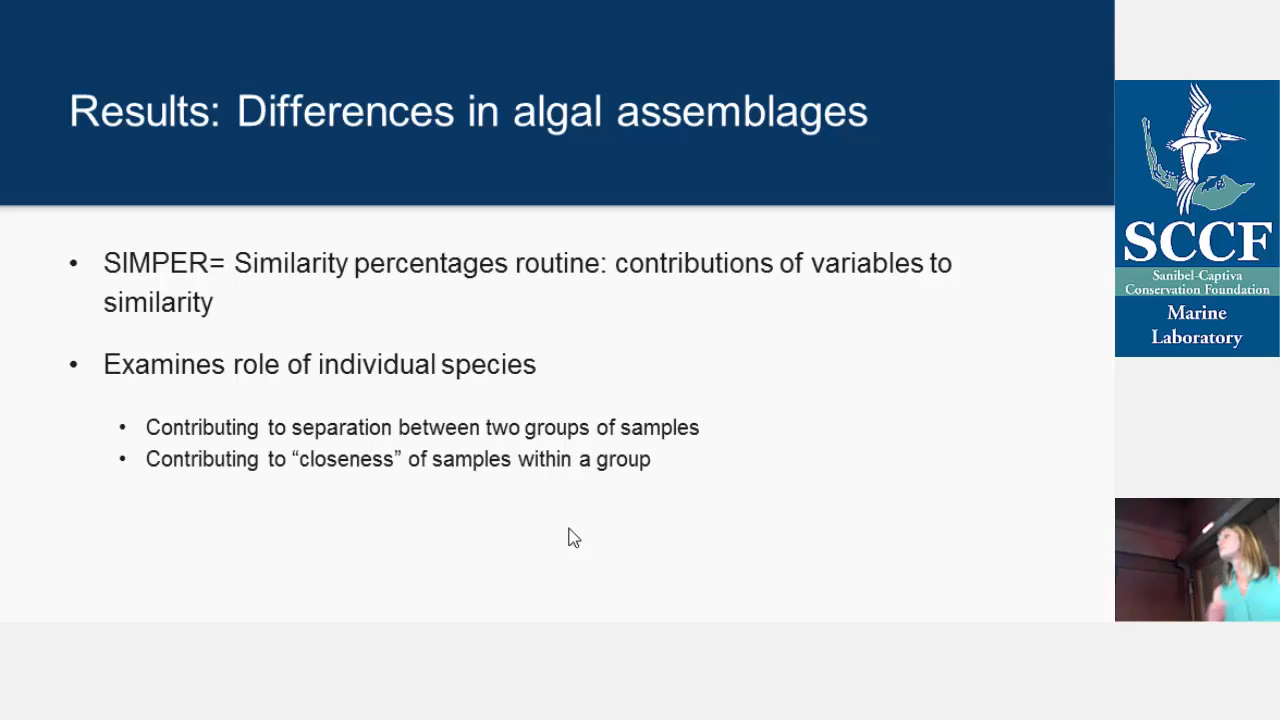 Results: Differences in algal assemblages
• SIMPER= Similarity percentages routine: contributions of variables to
similarity
• Examines role of individual species
• Contributing to separation between two groups of samples
• Contributing to “closeness” of samples within a group
SCCF
Sanibel-Captiva
Conservation Foundation
Marine
Laboratory